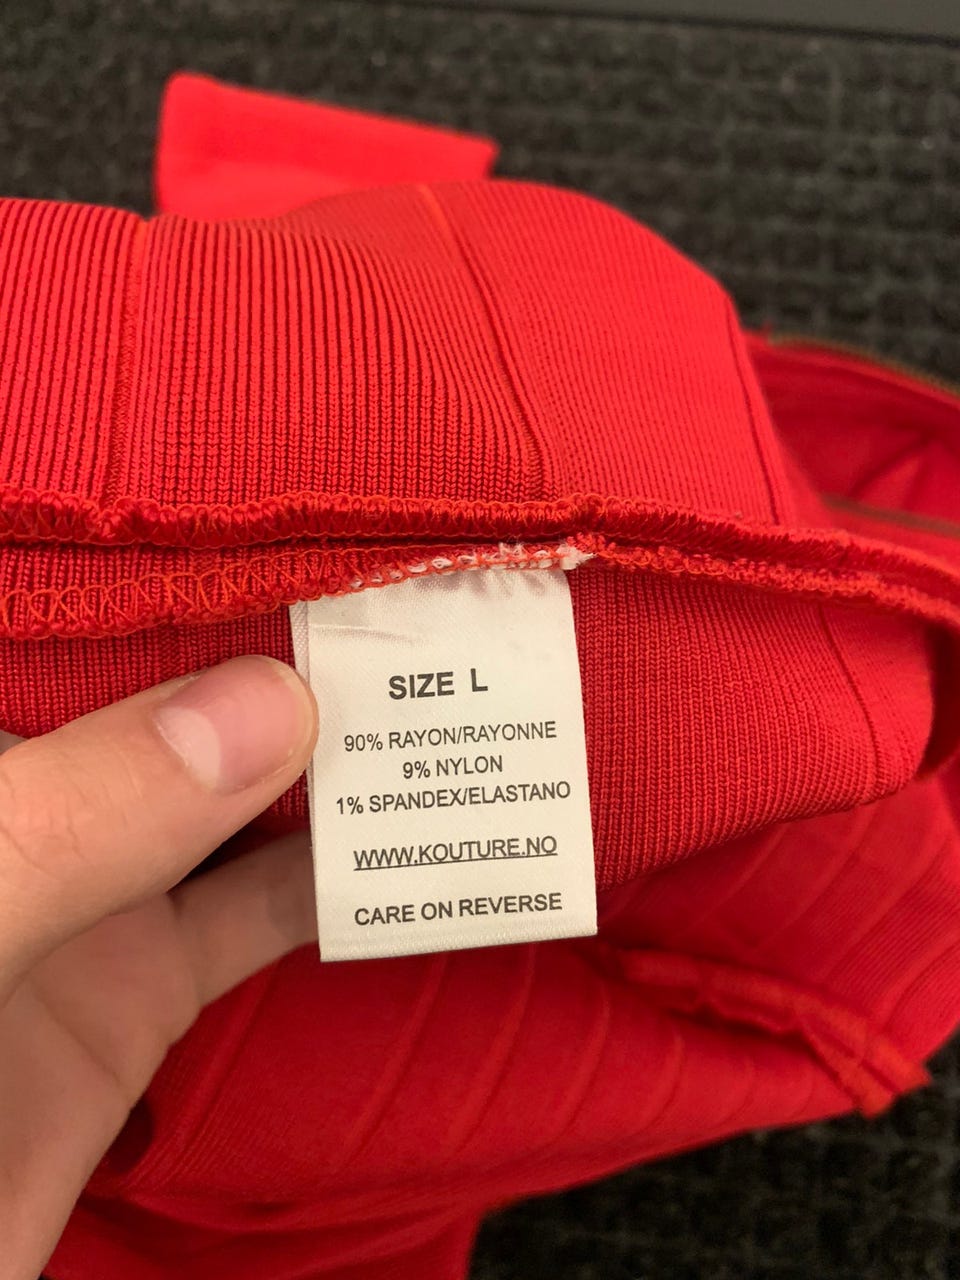 SIZE L
90% RAYON/RAYONNE
9% NYLON
1% SPANDEX/ELASTANO
WWW.KOUTURE.NO
CARE ON REVERSE